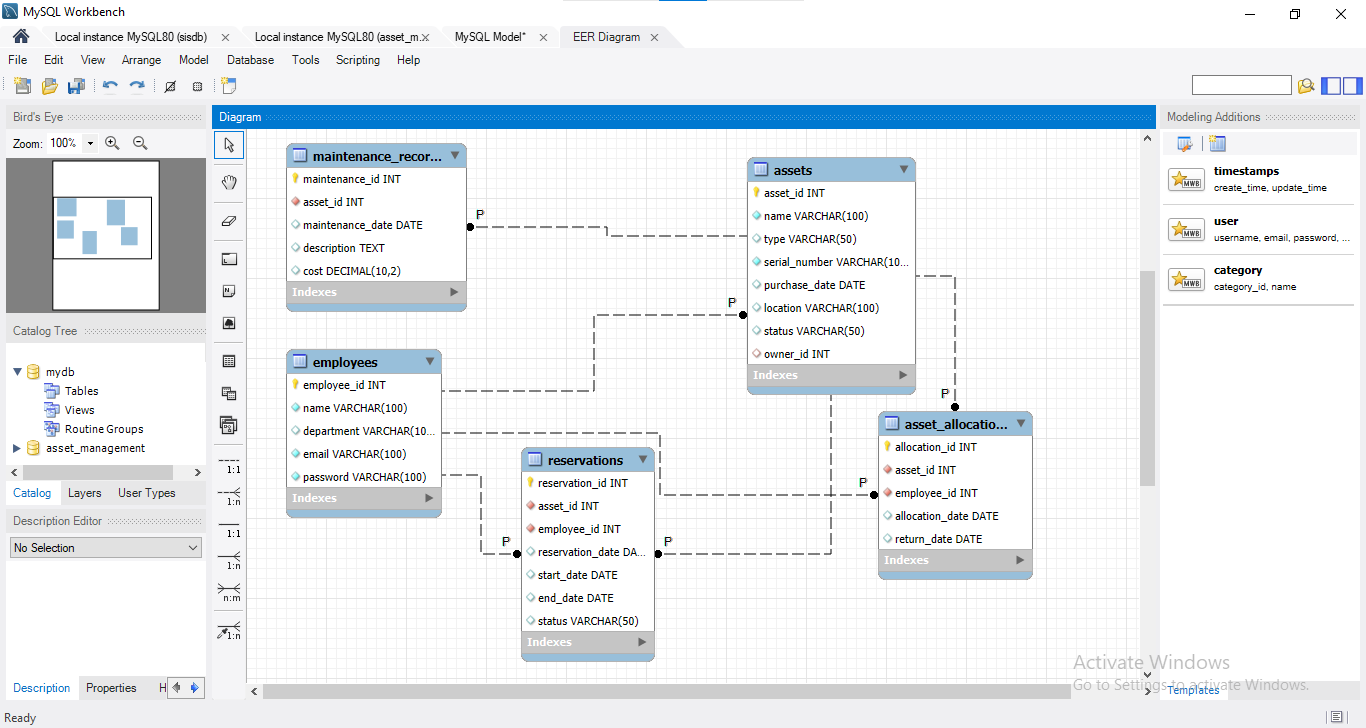 MySQL Workbench
Local instance MySQL80 (sisdb)
Local instance MySQL80 (asset_m...
MySQL Model*
EER Diagram
File Edit View Arrange Model Database Tools Scripting Help
Bird's Eye
Zoom: 100%
Catalog Tree
mydb
Tables
Views
Routine Groups
asset_management
Catalog Layers User Types
Description Editor
No Selection
Description Properties H
Ready
Diagram
1:1
1:n
1:1
1:n
n:m
1:n
maintenance_recor...
maintenance_id INT
asset_id INT
maintenance_date DATE
description TEXT
cost DECIMAL(10,2)
Indexes
P
employees
employee_id INT
name VARCHAR(100)
department VARCHAR(10...
email VARCHAR(100)
password VARCHAR(100)
Indexes
P
reservations
reservation_id INT
asset_id INT
employee_id INT
reservation_date DA...
start_date DATE
end_date DATE
status VARCHAR(50)
Indexes
P
P
assets
asset_id INT
name VARCHAR(100)
type VARCHAR(50)
serial_number VARCHAR(10...
purchase_date DATE
location VARCHAR(100)
status VARCHAR(50)
owner_id INT
Indexes
P
asset_allocatio...
allocation_id INT
asset_id INT
employee_id INT
allocation_date DATE
return_date DATE
Indexes
P
Modeling Additions
MWB
timestamps
create_time, update_time
MWB
user
username, email, password, ...
MWB
category
category_id, name
Templates
Activate Windows
Go to Settings to activate Windows.